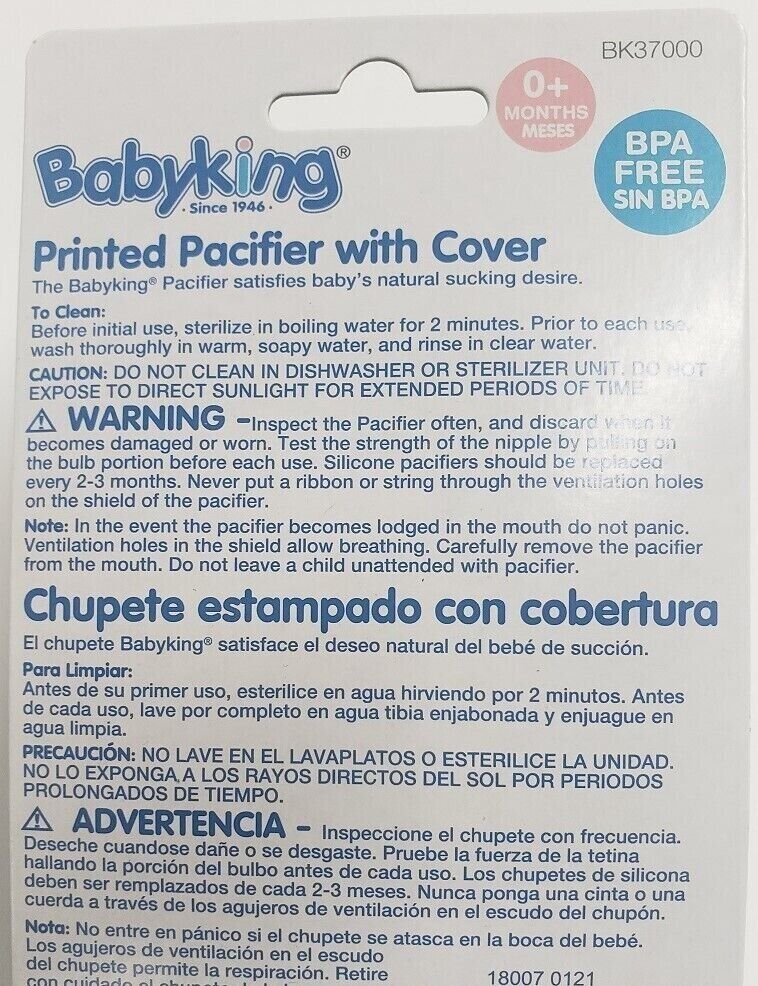 BK37000
0+
MONTHS
MESES
BPA
FREE
SIN BPA
Babyking®
· Since 1946 ·
Printed Pacifier with Cover
The Babyking® Pacifier satisfies baby's natural sucking desire.
To Clean:
Before initial use, sterilize in boiling water for 2 minutes. Prior to each use,
wash thoroughly in warm, soapy water, and rinse in clear water.
CAUTION: DO NOT CLEAN IN DISHWASHER OR STERILIZER UNIT. DO NOT
EXPOSE TO DIRECT SUNLIGHT FOR EXTENDED PERIODS OF TIME
⚠ WARNING -Inspect the Pacifier often, and discard when it
becomes damaged or worn. Test the strength of the nipple by pulling on
the bulb portion before each use. Silicone pacifiers should be replaced
every 2-3 months. Never put a ribbon or string through the ventilation holes
on the shield of the pacifier.
Note: In the event the pacifier becomes lodged in the mouth do not panic.
Ventilation holes in the shield allow breathing. Carefully remove the pacifier
from the mouth. Do not leave a child unattended with pacifier.
Chupete estampado con cobertura
El chupete Babyking® satisface el deseo natural del bebé de succión.
Para Limpiar:
Antes de su primer uso, esterilice en agua hirviendo por 2 minutos. Antes
de cada uso, lave por completo en agua tibia enjabonada y enjuague en
agua limpia.
PRECAUCIÓN: NO LAVE EN EL LAVAPLATOS O ESTERILICE LA UNIDAD.
NO LO EXPONGA A LOS RAYOS DIRECTOS DEL SOL POR PERIODOS
PROLONGADOS DE TIEMPO.
⚠ ADVERTENCIA - Inspeccione el chupete con frecuencia.
Deseche cuandose dañe o se desgaste. Pruebe la fuerza de la tetina
hallando la porción del bulbo antes de cada uso. Los chupetes de silicona
deben ser remplazados de cada 2-3 meses. Nunca ponga una cinta o una
cuerda a través de los agujeros de ventilación en el escudo del chupón.
Nota: No entre en pánico si el chupete se atasca en la boca del bebé.
Los agujeros de ventilación en el escudo
del chupete permite la respiración. Retire
con cuidado el
18007 0121